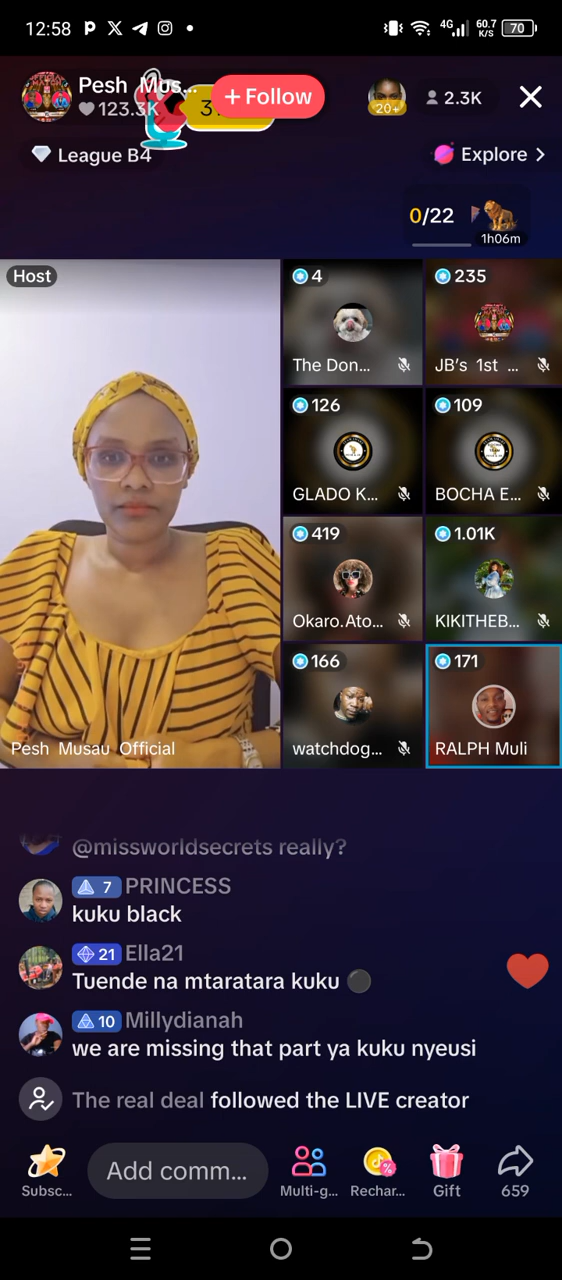 12:58
4G
60.7
K/S
70
Pesh Mus...
123.3K
+ Follow
20+
2.3K
League B4
Explore
0/22
1h06m
Host
4
The Don...
235
JB's 1st ...
126
GLADO K...
109
BOCHA E...
419
Okaro.Ato...
1.01K
KIKITHEB...
166
watchdog...
171
RALPH Muli
Pesh Musau Official
@missworldsecrets really?
7 PRINCESS
kuku black
21 Ella21
Tuende na mtaratara kuku
10 Millydianah
we are missing that part ya kuku nyeusi
The real deal followed the LIVE creator
Subsc...
Add comm...
Multi-g...
Rechar...
Gift
659